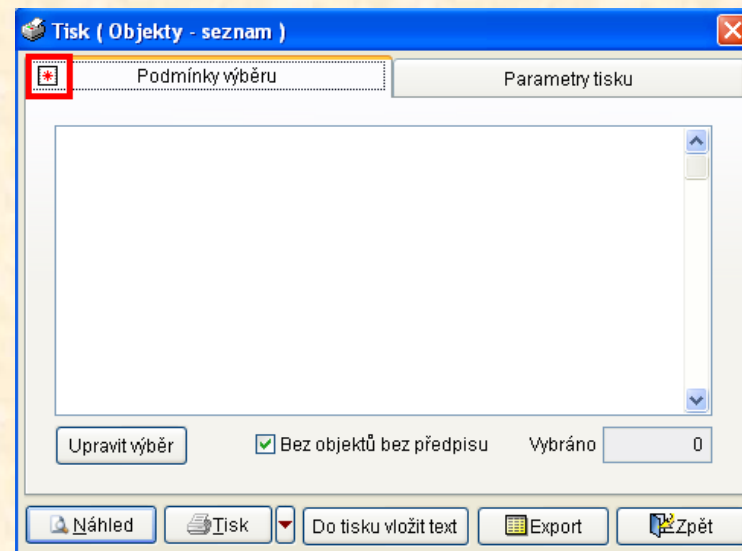 Tisk ( Objekty - seznam )
Podmínky výběru
Parametry tisku
Upravit výběr
Bez objektů bez předpisu
Vybráno
0
Náhled
Tisk
Do tisku vložit text
Export
Zpět